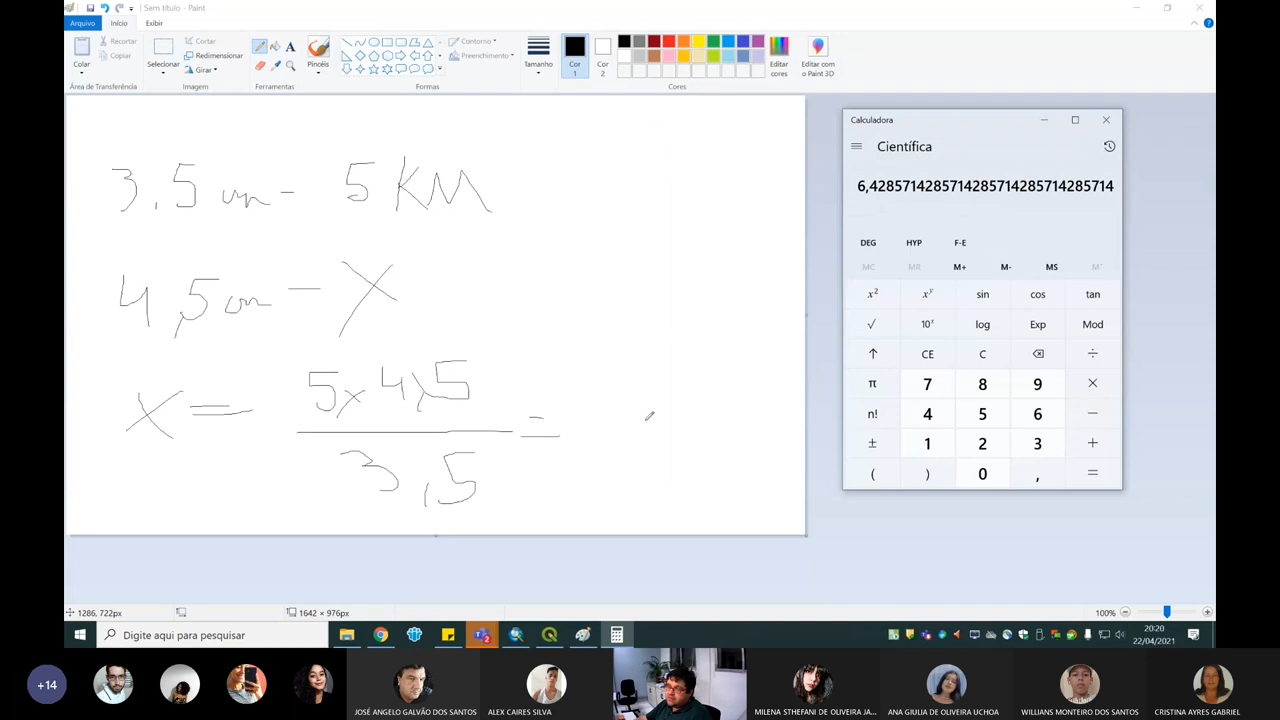 Sem título - Paint
Arquivo Início Exibir
Colar
Recortar
Copiar
Área de Transferência
Selecionar
Cortar
Redimensionar
Girar
Imagem
Ferramentas
Pincéis
Contorno
Preenchimento
Formas
Tamanho
Cor
1
Cor
2
Editar
cores
Editar com
o Paint 3D
Cores
3,5 cm - 5 KM
4,5 cm - X
X = 5 x 4,5 =
3,5
Calculadora
Científica
6,4285714285714285714285714285714
DEG HYP F-E
MC MR M+ M- MS M˅
x² xʸ sin cos tan
√ 10ˣ log Exp Mod
↑ CE C ÷
π 7 8 9 ×
n! 4 5 6 −
± 1 2 3 +
( ) 0 , =
1286, 722px
1642 × 976px
100%
Digite aqui para pesquisar
20:20
22/04/2021
+14
JOSÉ ANGELO GALVÃO DOS SANTOS
ALEX CAIRES SILVA
MILENA STHEFANI DE OLIVEIRA JA...
ANA GIULIA DE OLIVEIRA UCHOA
WILLIANS MONTEIRO DOS SANTOS
CRISTINA AYRES GABRIEL